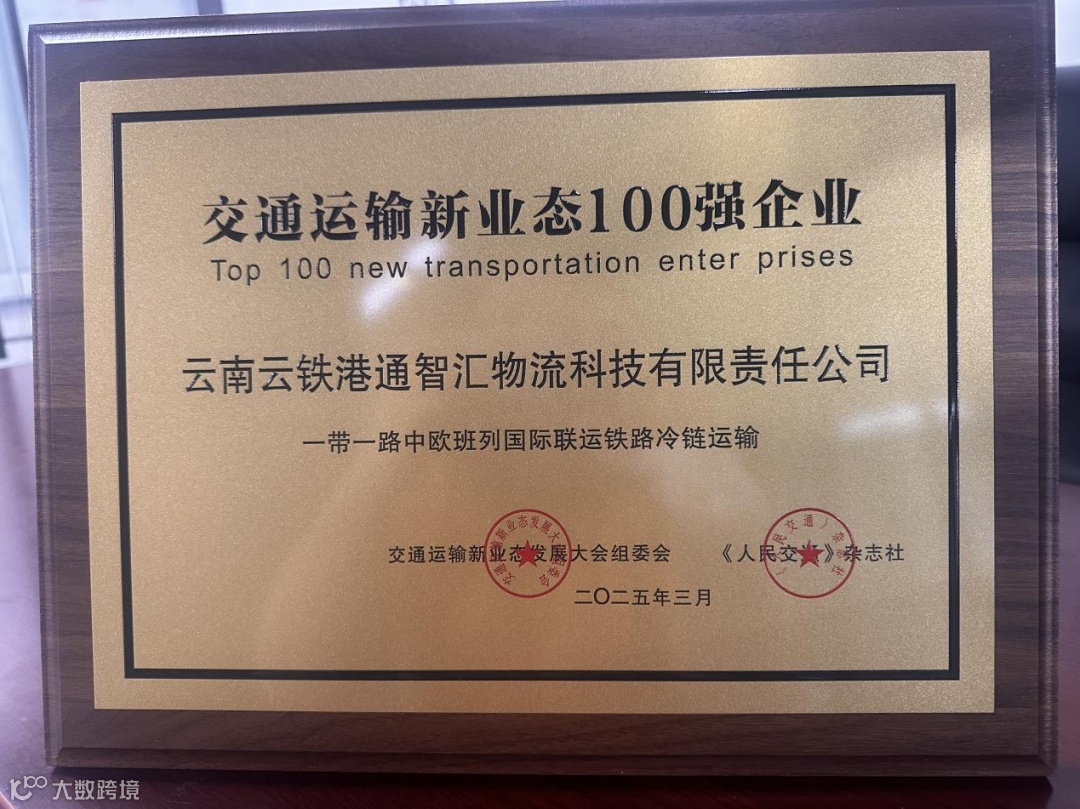 交通运输新业态100强企业
Top 100 new transportation enter prises
云南云铁港通智汇物流科技有限责任公司
一带一路中欧班列国际联运铁路冷链运输
交通运输新业态发展大会组委会 《人民交通》杂志社
二〇二五年三月
大数跨境